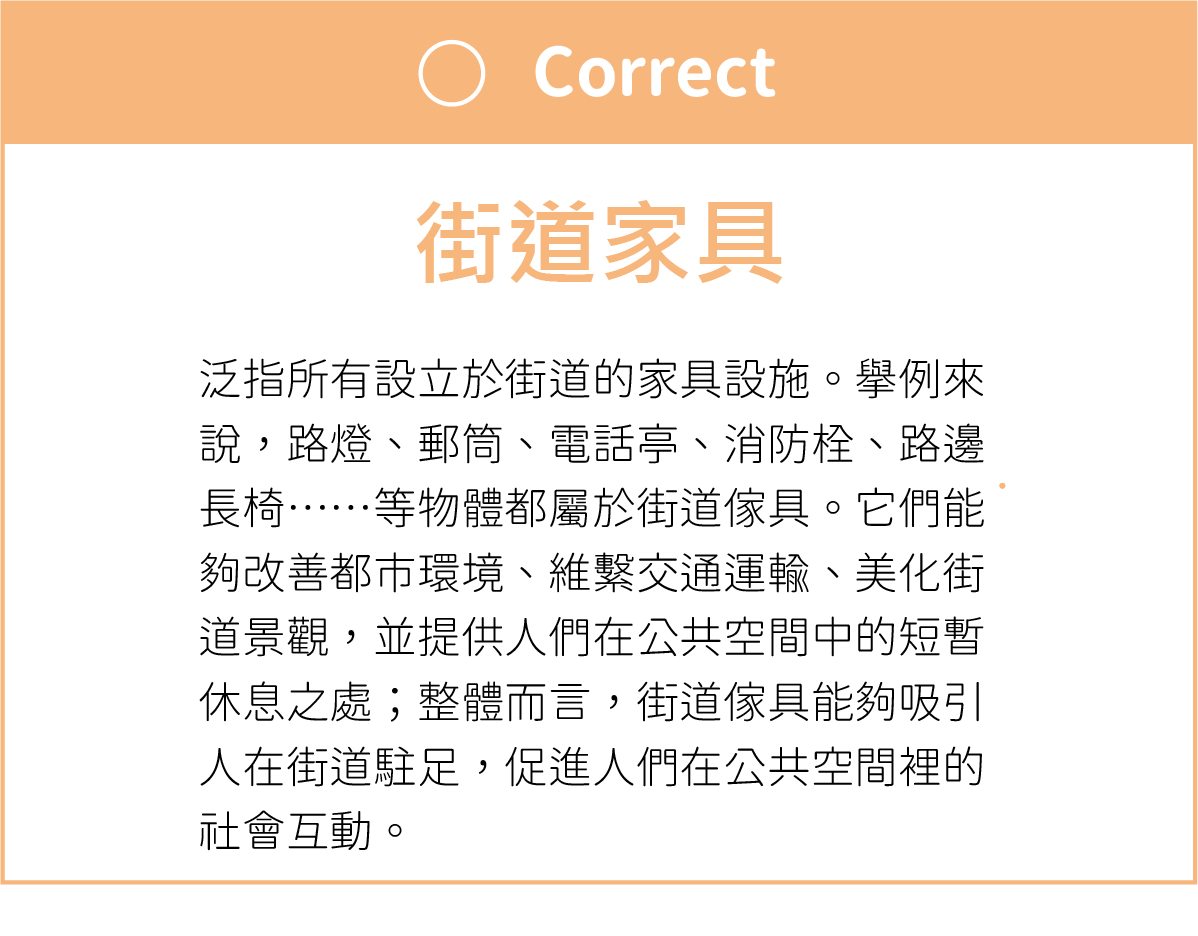 Correct
街道家具
泛指所有設立於街道的家具設施。舉例來
說，路燈、郵筒、電話亭、消防栓、路邊
長椅⋯⋯等物體都屬於街道傢具。它們能
夠改善都市環境、維繫交通運輸、美化街
道景觀，並提供人們在公共空間中的短暫
休息之處；整體而言，街道傢具能夠吸引
人在街道駐足，促進人們在公共空間裡的
社會互動。